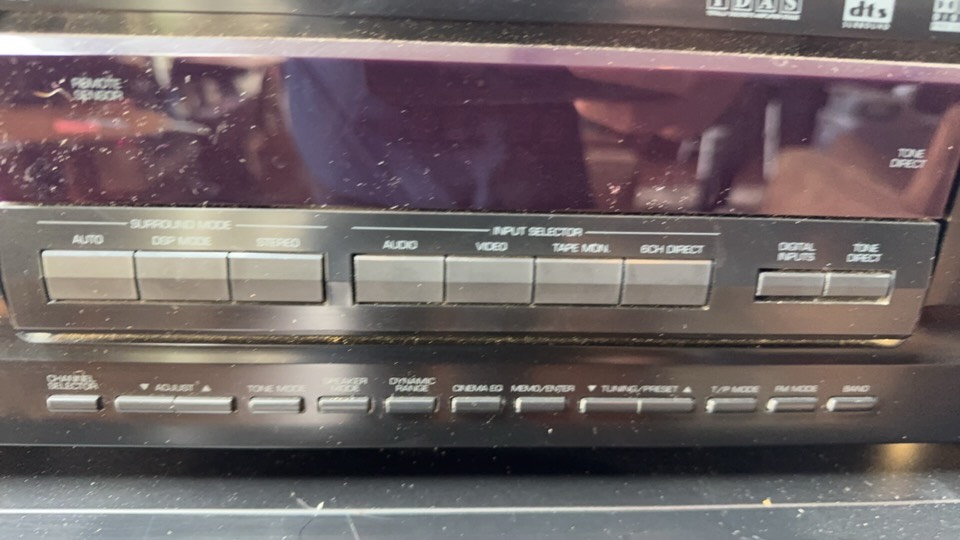 dts
SURROUND
REMOTE
SENSOR
TONE
DIRECT
SURROUND MODE
AUTO
DSP MODE
STEREO
INPUT SELECTOR
AUDIO
VIDEO
TAPE MON.
6CH DIRECT
DIGITAL
INPUTS
TONE
DIRECT
CHANNEL
SELECTOR
▼ ADJUST ▲
TONE MODE
SPEAKER
MODE
DYNAMIC
RANGE
CINEMA EQ
MEMO/ENTER
▼ TUNING/PRESET ▲
T/P MODE
FM MODE
BAND